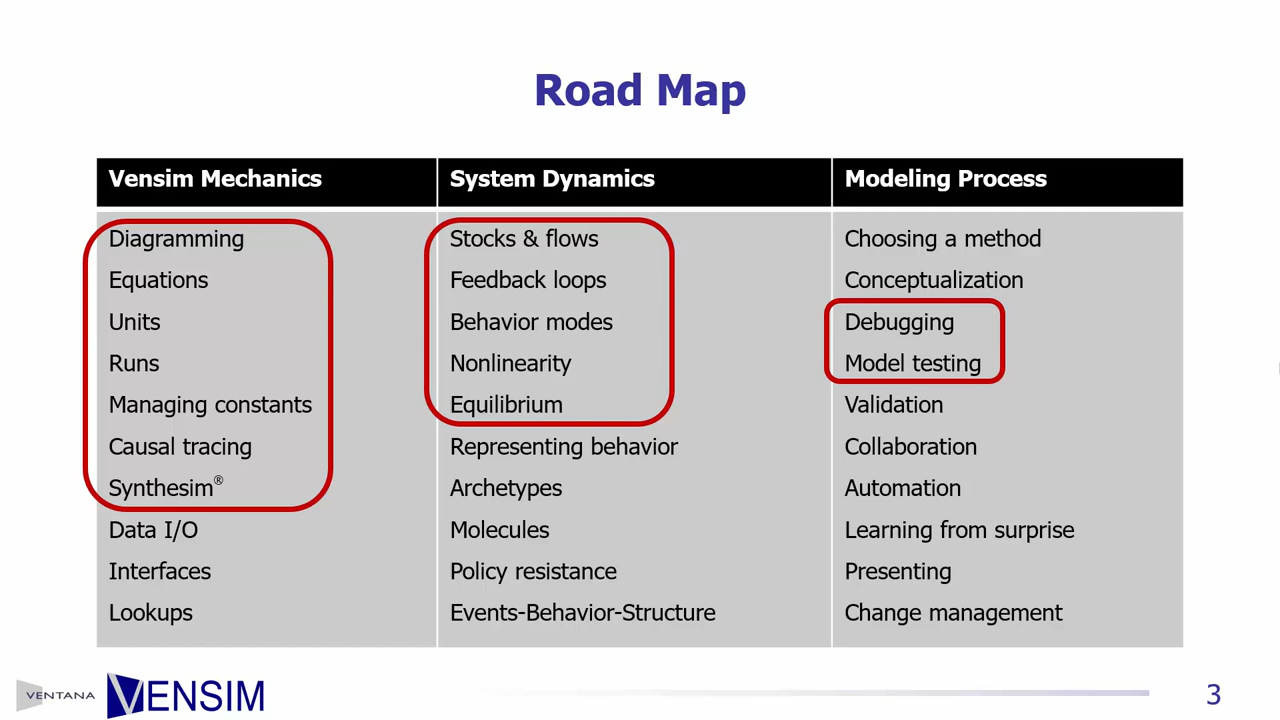 Road Map
Vensim Mechanics
System Dynamics
Modeling Process
Diagramming
Stocks & flows
Choosing a method
Equations
Feedback loops
Conceptualization
Units
Behavior modes
Debugging
Runs
Nonlinearity
Model testing
Managing constants
Equilibrium
Validation
Causal tracing
Representing behavior
Collaboration
Synthesim®
Archetypes
Automation
Data I/O
Molecules
Learning from surprise
Interfaces
Policy resistance
Presenting
Lookups
Events-Behavior-Structure
Change management
VENTANA
VENSIM
3